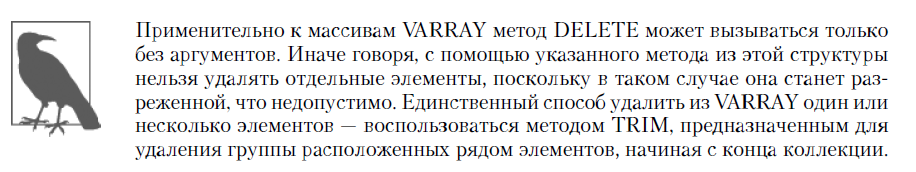 Применительно к массивам VARRAY метод DELETE может вызываться только
без аргументов. Иначе говоря, с помощью указанного метода из этой структуры
нельзя удалять отдельные элементы, поскольку в таком случае она станет раз-
реженной, что недопустимо. Единственный способ удалить из VARRAY один или
несколько элементов — воспользоваться методом TRIM, предназначенным для
удаления группы расположенных рядом элементов, начиная с конца коллекции.